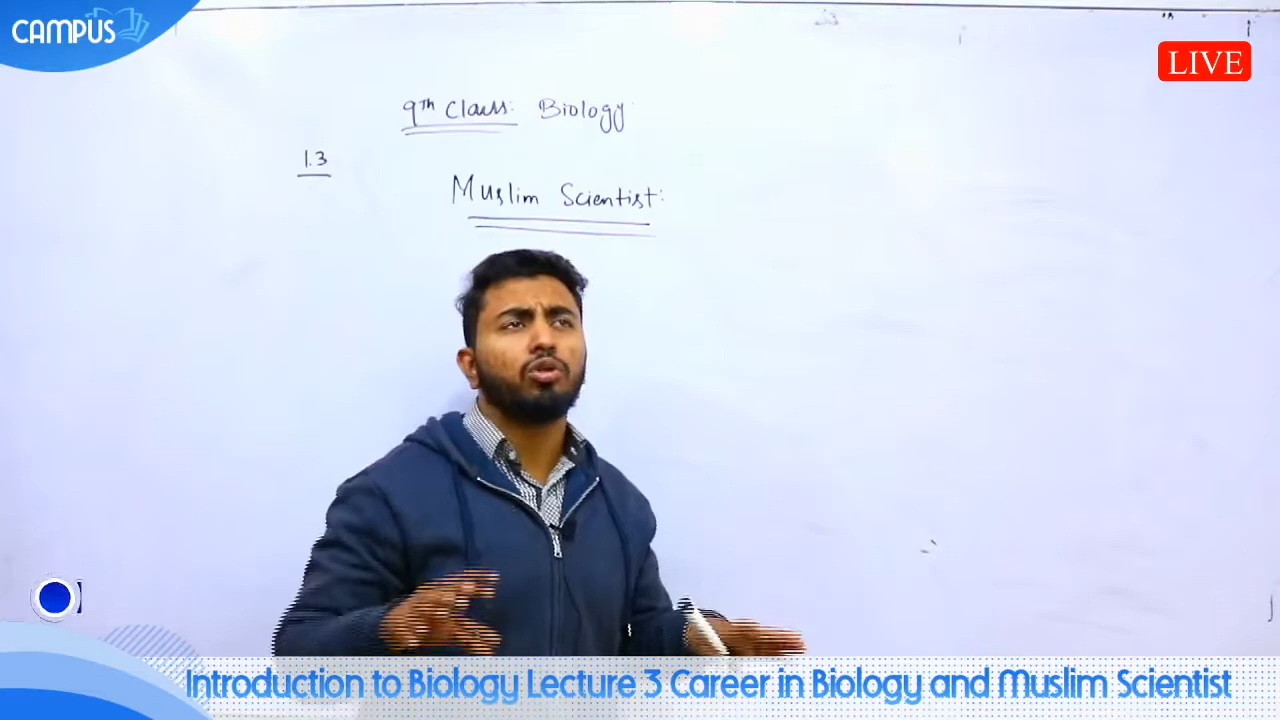 CAMPUS
LIVE
9th Class: Biology
1.3
Muslim Scientist:
Introduction to Biology Lecture 3 Career in Biology and Muslim Scientist